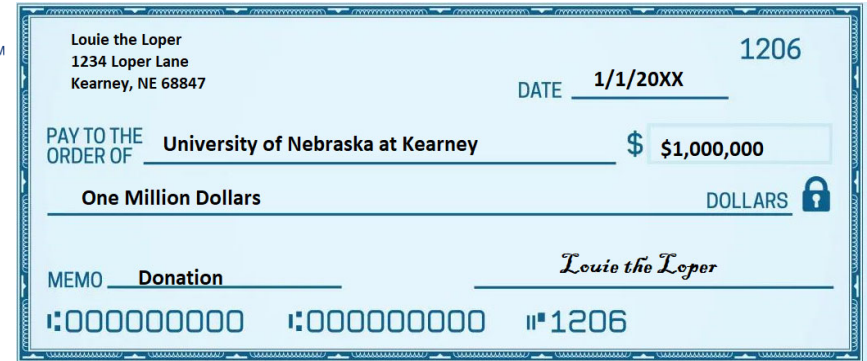 Louie the Loper
1234 Loper Lane
Kearney, NE 68847
1206
DATE 1/1/20XX
PAY TO THE
ORDER OF University of Nebraska at Kearney $ $1,000,000
One Million Dollars DOLLARS
MEMO Donation Louie the Loper
⑆000000000 ⑆000000000 ⑈1206